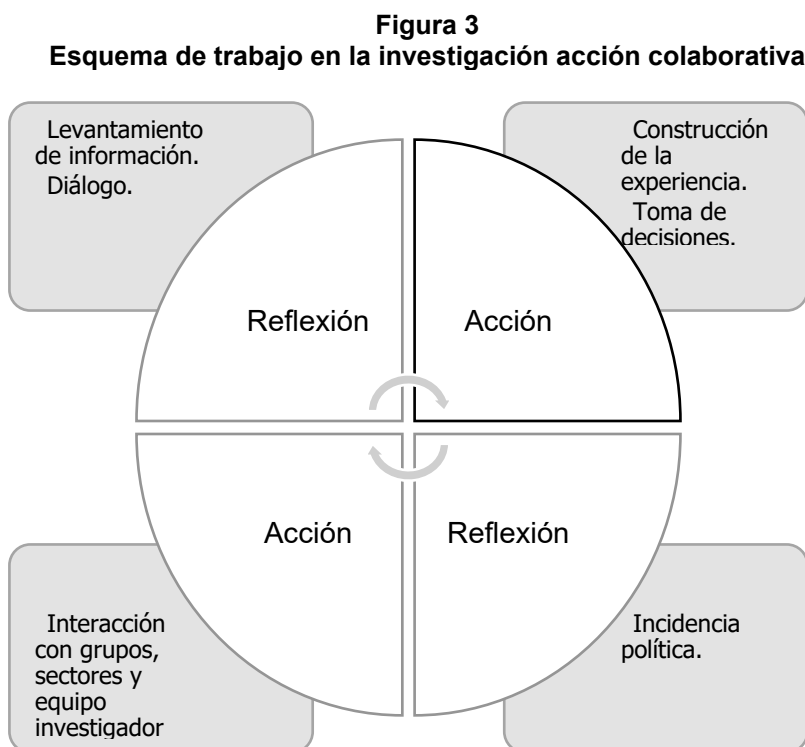 Figura 3
Esquema de trabajo en la investigación acción colaborativa
Levantamiento
de información.
Diálogo.
Construcción
de la
experiencia.
Toma de
decisiones.
Reflexión
Acción
Acción
Reflexión
Interacción
con grupos,
sectores y
equipo
investigador
Incidencia
política.